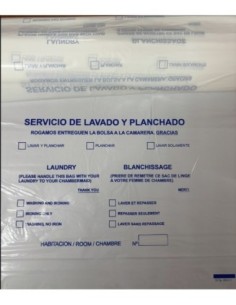 LAUNDRY
BLANCHISSAGE
SERVICIO DE LAVADO Y PLANCHADO
ROGAMOS ENTREGUEN LA BOLSA A LA CAMARERA. GRACIAS
LAVAR Y PLANCHAR
PLANCHAR
LAVAR SOLAMENTE
LAUNDRY
BLANCHISSAGE
(PLEASE HANDLE THIS BAG WITH YOUR
LAUNDRY TO YOUR CHAMBERMAID)
THANK YOU
(PRIERE DE REMETRE CE SAC DE LINGE
A VOTRE FEMME DE CHAMBRE)
MERCI
WASHING AND IRONING
IRONING ONLY
WASHING, NO IRON
LAVER ET REPASSER
REPASSER SEULEMENT
LAVER SANS REPASSAGE
HABITACION / ROOM / CHAMBRE
Nº